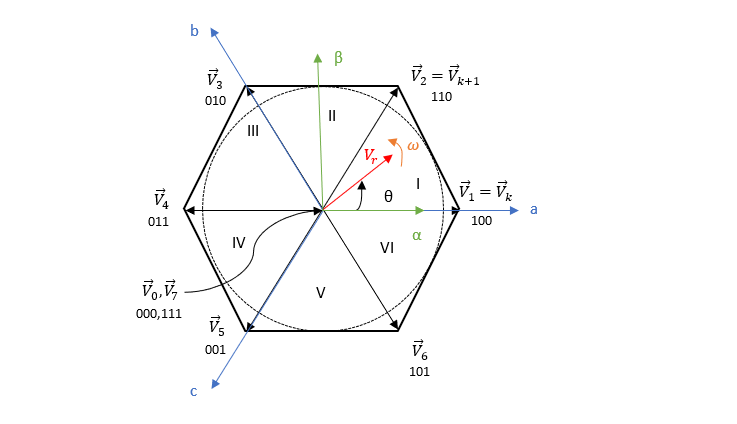 b
β
V⃗₃
010
V⃗₂ = V⃗ₖ₊₁
110
II
III
Vᵣ
ω
I
θ
V⃗₁ = V⃗ₖ
100
a
V⃗₄
011
α
IV
VI
V⃗₀,V⃗₇
000,111
V
V⃗₅
001
V⃗₆
101
c